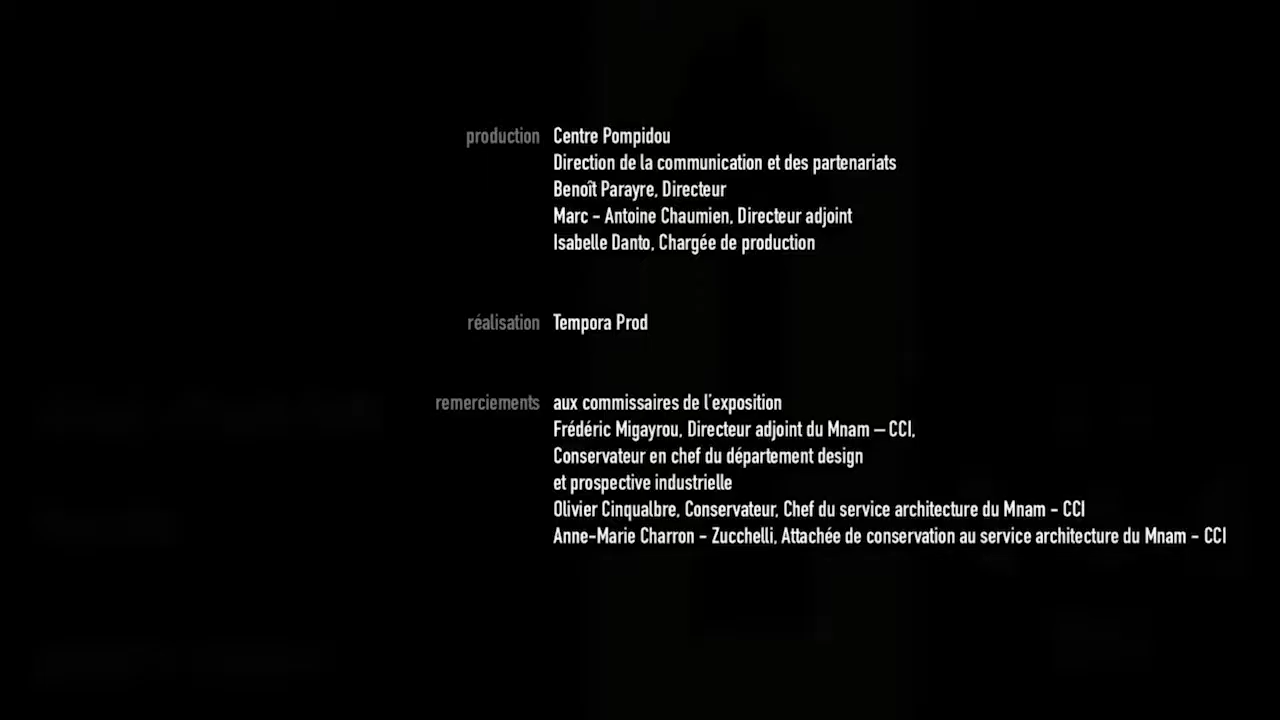 production Centre Pompidou
Direction de la communication et des partenariats
Benoît Parayre, Directeur
Marc - Antoine Chaumien, Directeur adjoint
Isabelle Danto, Chargée de production
réalisation Tempora Prod
remerciements aux commissaires de l'exposition
Frédéric Migayrou, Directeur adjoint du Mnam – CCI,
Conservateur en chef du département design
et prospective industrielle
Olivier Cinqualbre, Conservateur, Chef du service architecture du Mnam - CCI
Anne-Marie Charron - Zucchelli, Attachée de conservation au service architecture du Mnam - CCI